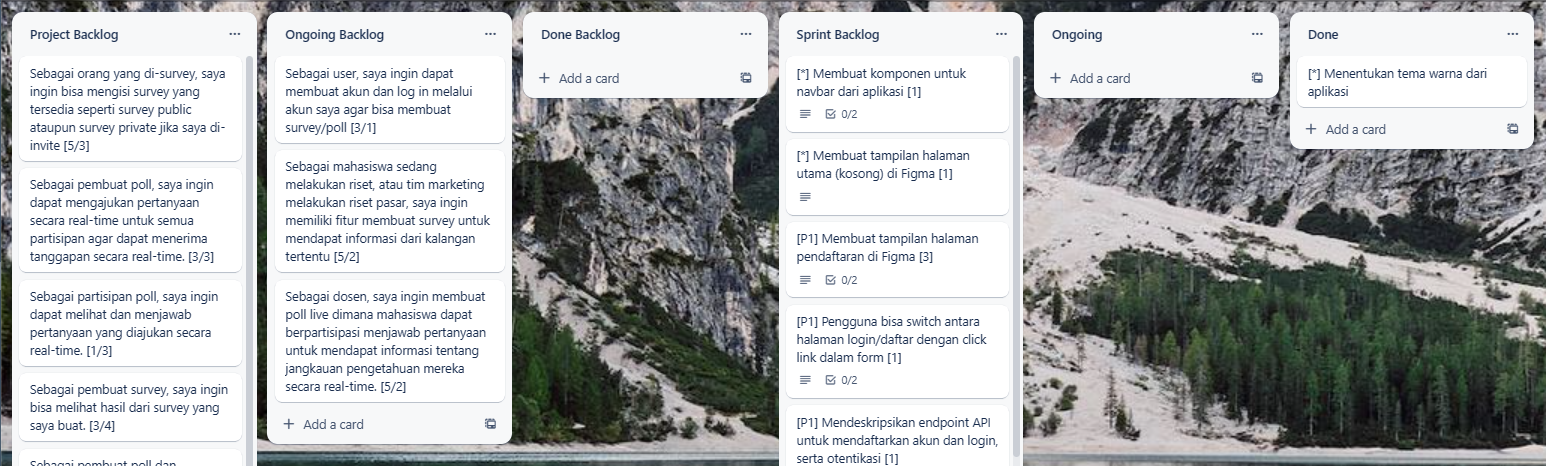 Project Backlog
Sebagai orang yang di-survey, saya
ingin bisa mengisi survey yang
tersedia seperti survey public
ataupun survey private jika saya di-
invite [5/3]
Sebagai pembuat poll, saya ingin
dapat mengajukan pertanyaan
secara real-time untuk semua
partisipan agar dapat menerima
tanggapan secara real-time. [3/3]
Sebagai partisipan poll, saya ingin
dapat melihat dan menjawab
pertanyaan yang diajukan secara
real-time. [1/3]
Sebagai pembuat survey, saya ingin
bisa melihat hasil dari survey yang
saya buat. [3/4]
Sebagai pembuat poll dan
Ongoing Backlog
Sebagai user, saya ingin dapat
membuat akun dan log in melalui
akun saya agar bisa membuat
survey/poll [3/1]
Sebagai mahasiswa sedang
melakukan riset, atau tim marketing
melakukan riset pasar, saya ingin
memiliki fitur membuat survey untuk
mendapat informasi dari kalangan
tertentu [5/2]
Sebagai dosen, saya ingin membuat
poll live dimana mahasiswa dapat
berpartisipasi menjawab pertanyaan
untuk mendapat informasi tentang
jangkauan pengetahuan mereka
secara real-time. [5/2]
Add a card
Done Backlog
Add a card
Sprint Backlog
[*] Membuat komponen untuk
navbar dari aplikasi [1]
0/2
[*] Membuat tampilan halaman
utama (kosong) di Figma [1]
[P1] Membuat tampilan halaman
pendaftaran di Figma [3]
0/2
[P1] Pengguna bisa switch antara
halaman login/daftar dengan click
link dalam form [1]
0/2
[P1] Mendeskripsikan endpoint API
untuk mendaftarkan akun dan login,
serta otentikasi [1]
Ongoing
Add a card
Done
[*] Menentukan tema warna dari
aplikasi
Add a card